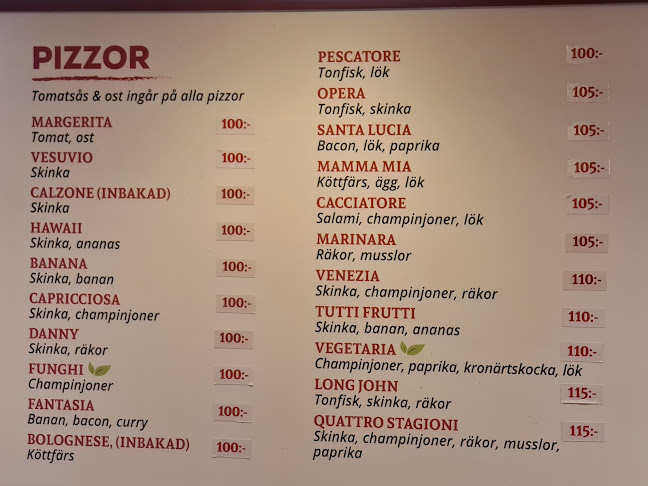 PIZZOR
Tomatsås & ost ingår på alla pizzor
MARGERITA 100:-
Tomat, ost
VESUVIO 100:-
Skinka
CALZONE (INBAKAD) 100:-
Skinka
HAWAII 100:-
Skinka, ananas
BANANA 100:-
Skinka, banan
CAPRICCIOSA 100:-
Skinka, champinjoner
DANNY 100:-
Skinka, räkor
FUNGHI 100:-
Champinjoner
FANTASIA 100:-
Banan, bacon, curry
BOLOGNESE, (INBAKAD) 100:-
Köttfärs
PESCATORE 100:-
Tonfisk, lök
OPERA 105:-
Tonfisk, skinka
SANTA LUCIA 105:-
Bacon, lök, paprika
MAMMA MIA 105:-
Köttfärs, ägg, lök
CACCIATORE 105:-
Salami, champinjoner, lök
MARINARA 105:-
Räkor, musslor
VENEZIA 110:-
Skinka, champinjoner, räkor
TUTTI FRUTTI 110:-
Skinka, banan, ananas
VEGETARIA 110:-
Champinjoner, paprika, kronärtskocka, lök
LONG JOHN 115:-
Tonfisk, skinka, räkor
QUATTRO STAGIONI 115:-
Skinka, champinjoner, räkor, musslor,
paprika